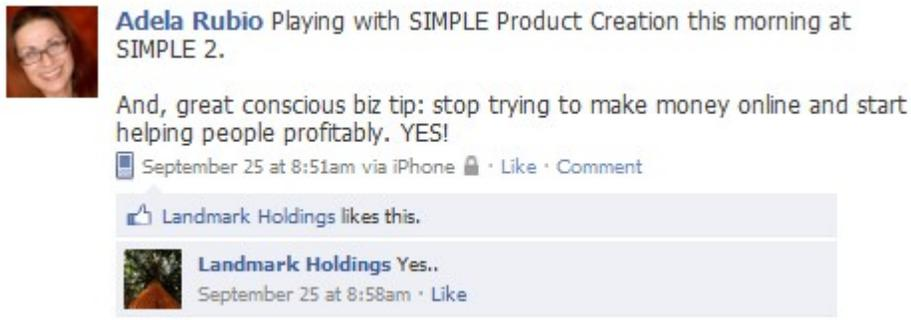 Adela Rubio Playing with SIMPLE Product Creation this morning at
SIMPLE 2.
And, great conscious biz tip: stop trying to make money online and start
helping people profitably. YES!
September 25 at 8:51am via iPhone · Like · Comment
Landmark Holdings likes this.
Landmark Holdings Yes..
September 25 at 8:58am · Like